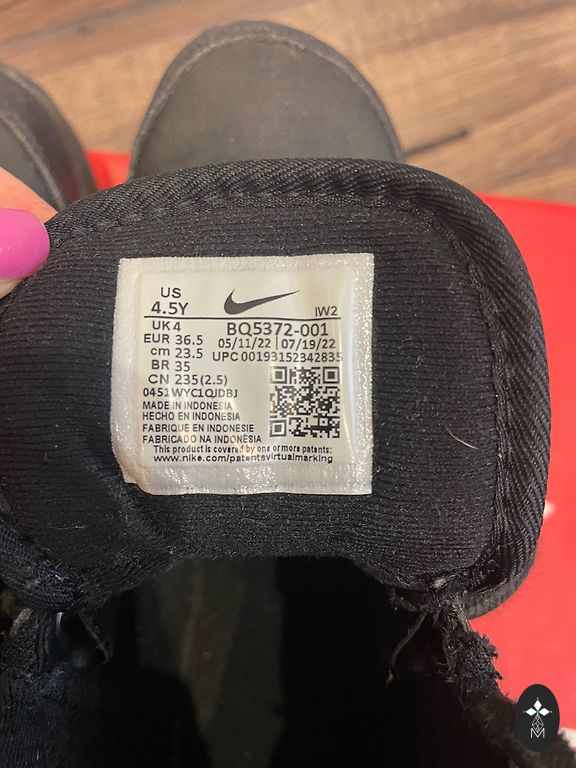 US
4.5Y
IW2
UK 4
BQ5372-001
EUR 36.5
05/11/22 | 07/19/22
cm 23.5
UPC 00193152342835
BR 35
CN 235(2.5)
0451WYC1QJDBJ
MADE IN INDONESIA
HECHO EN INDONESIA
FABRIQUE EN INDONESIE
FABRICADO NA INDONÉSIA
This product is covered by one or more patents:
www.nike.com/patentsvirtualmarking
M